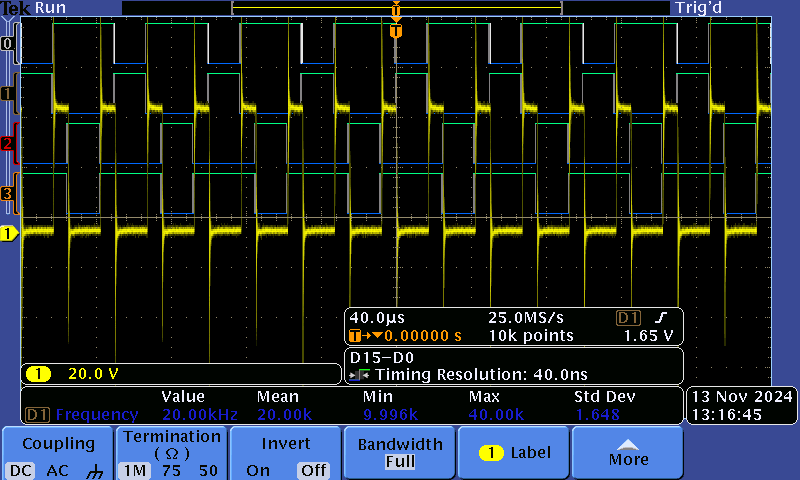 Tek Run Trig'd
T
T
0
1
2
3
1
40.0µs 25.0MS/s D1
T→▼0.00000 s 10k points 1.65 V
D15-D0
Timing Resolution: 40.0ns
1 20.0 V
Value Mean Min Max Std Dev
D1 Frequency 20.00kHz 20.00k 9.996k 40.00k 1.648
13 Nov 2024
13:16:45
Coupling
DC AC
Termination
(Ω)
1M 75 50
Invert
On Off
Bandwidth
Full
1 Label
More